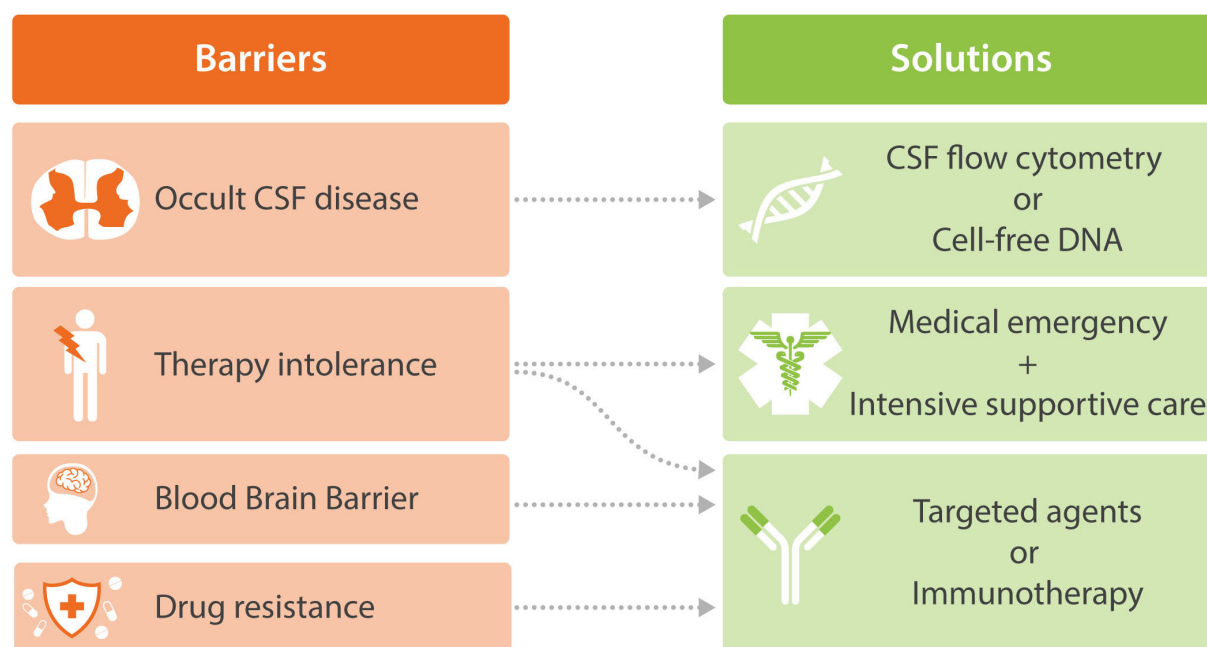 Barriers
Solutions
Occult CSF disease
CSF flow cytometry
or
Cell-free DNA
Therapy intolerance
Medical emergency
+
Intensive supportive care
Blood Brain Barrier
Drug resistance
Targeted agents
or
Immunotherapy